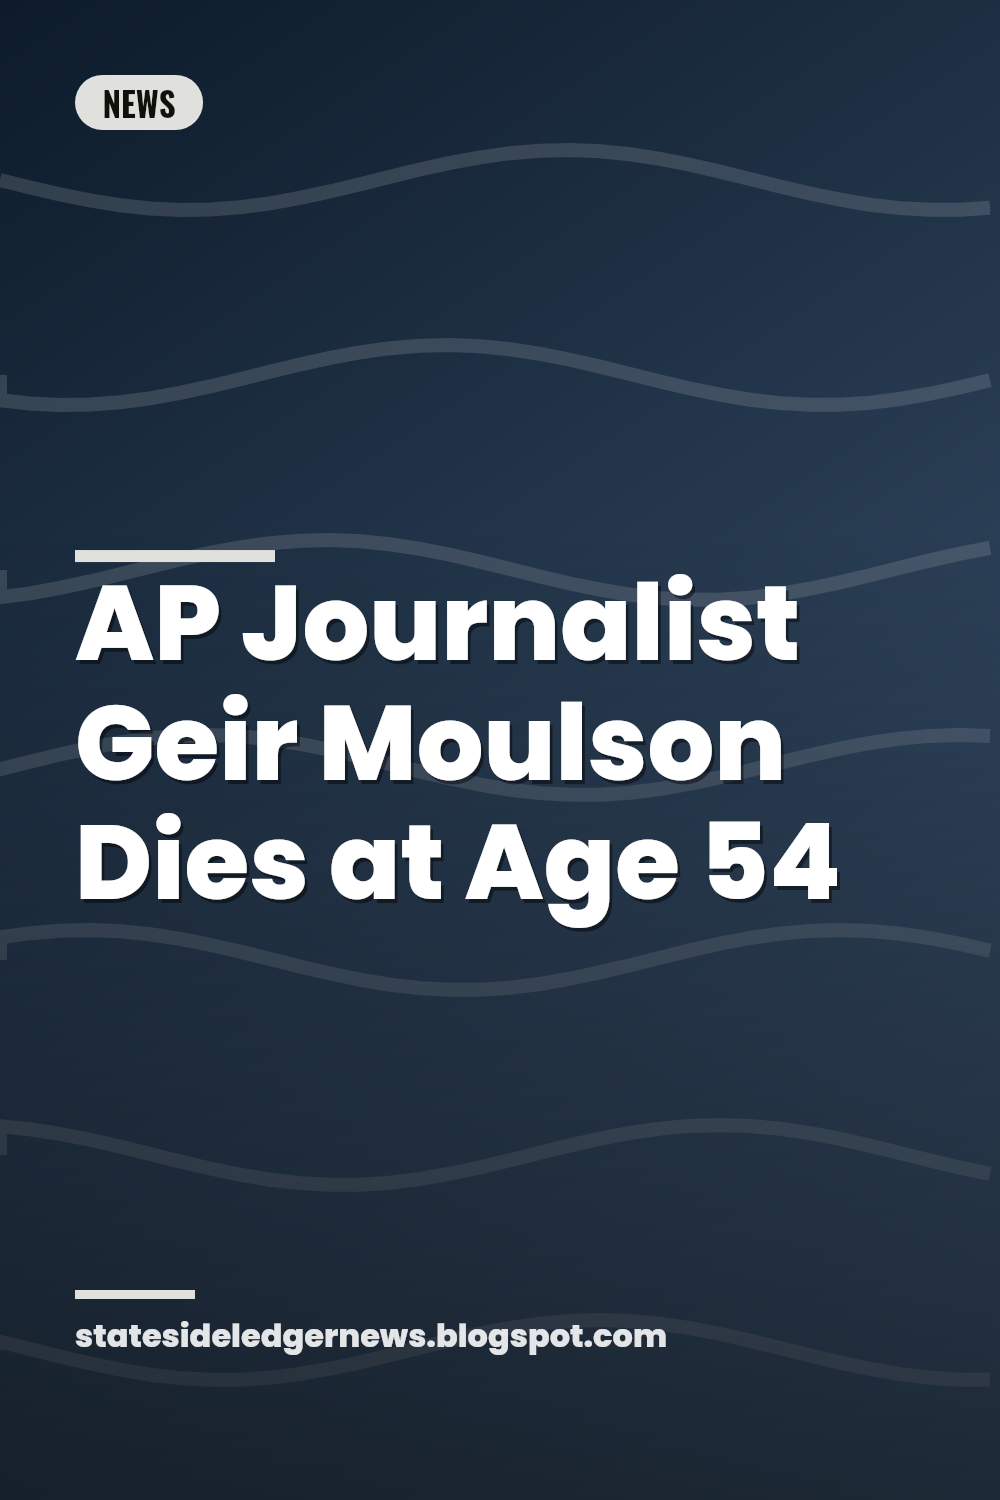 NEWS
AP Journalist
Geir Moulson
Dies at Age 54
statesideledgernews.blogspot.com